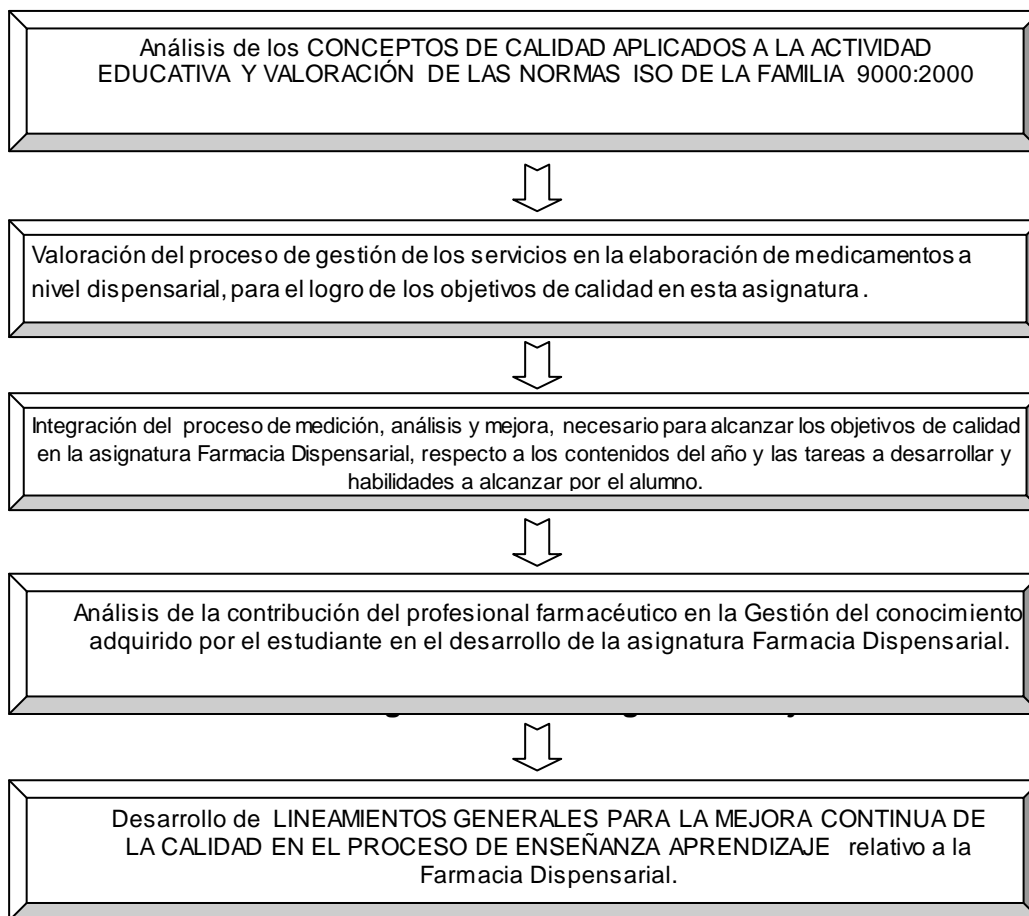 Análisis de los CONCEPTOS DE CALIDAD APLICADOS A LA ACTIVIDAD
EDUCATIVA Y VALORACIÓN DE LAS NORMAS ISO DE LA FAMILIA 9000:2000
Valoración del proceso de gestión de los servicios en la elaboración de medicamentos a
nivel dispensarial, para el logro de los objetivos de calidad en esta asignatura.
Integración del proceso de medición, análisis y mejora, necesario para alcanzar los objetivos de calidad
en la asignatura Farmacia Dispensarial, respecto a los contenidos del año y las tareas a desarrollar y
habilidades a alcanzar por el alumno.
Análisis de la contribución del profesional farmacéutico en la Gestión del conocimiento
adquirido por el estudiante en el desarrollo de la asignatura Farmacia Dispensarial.
Desarrollo de LINEAMIENTOS GENERALES PARA LA MEJORA CONTINUA DE
LA CALIDAD EN EL PROCESO DE ENSEÑANZA APRENDIZAJE relativo a la
Farmacia Dispensarial.